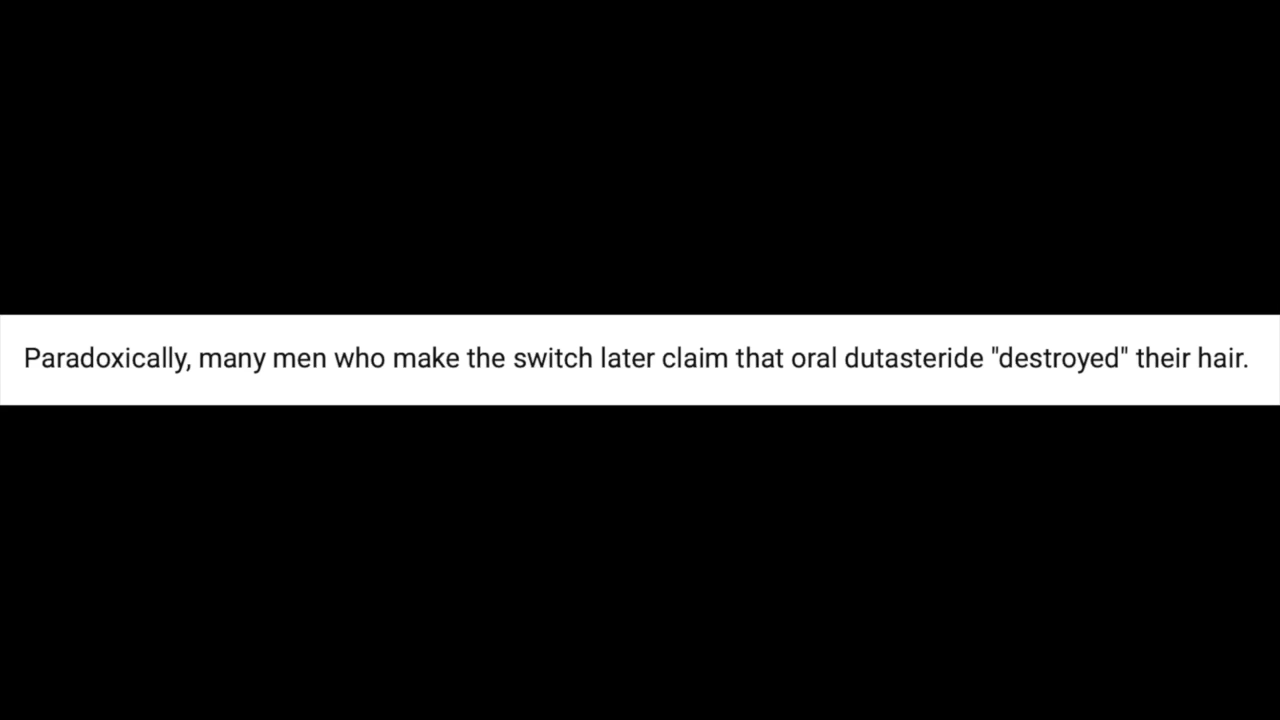 Paradoxically, many men who make the switch later claim that oral dutasteride "destroyed" their hair.